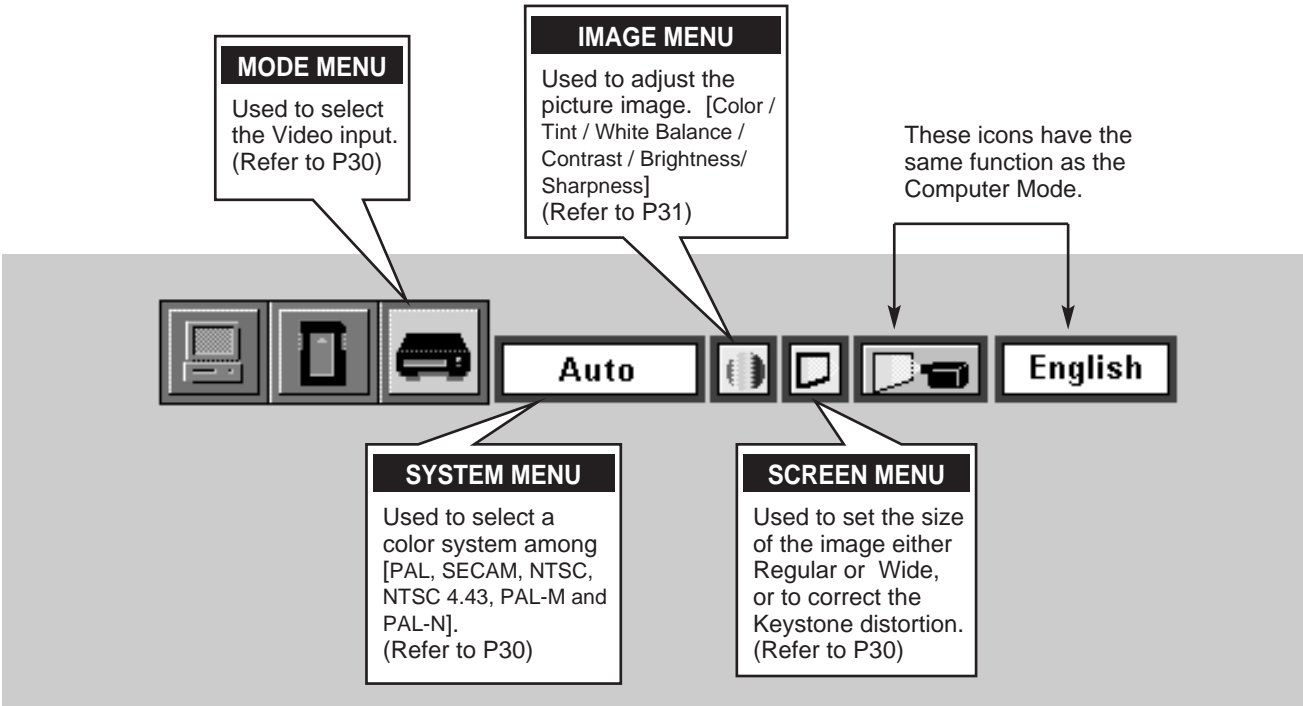 MODE MENU
Used to select
the Video input.
(Refer to P30)
IMAGE MENU
Used to adjust the
picture image. [Color /
Tint / White Balance /
Contrast / Brightness/
Sharpness]
(Refer to P31)
These icons have the
same function as the
Computer Mode.
Auto
English
SYSTEM MENU
Used to select a
color system among
[PAL, SECAM, NTSC,
NTSC 4.43, PAL-M and
PAL-N].
(Refer to P30)
SCREEN MENU
Used to set the size
of the image either
Regular or Wide,
or to correct the
Keystone distortion.
(Refer to P30)